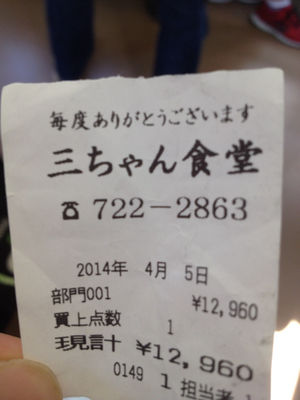 毎度ありがとうございます
三ちゃん食堂
☎ 722-2863
2014年 4月 5日
部門001 ¥12,960
買上点数 1
現計 ¥12,960
0149 1 担当者